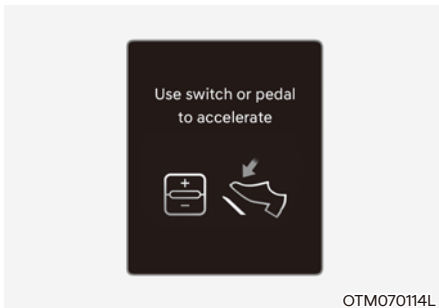 Use switch or pedal
to accelerate
+
−
OTM070114L